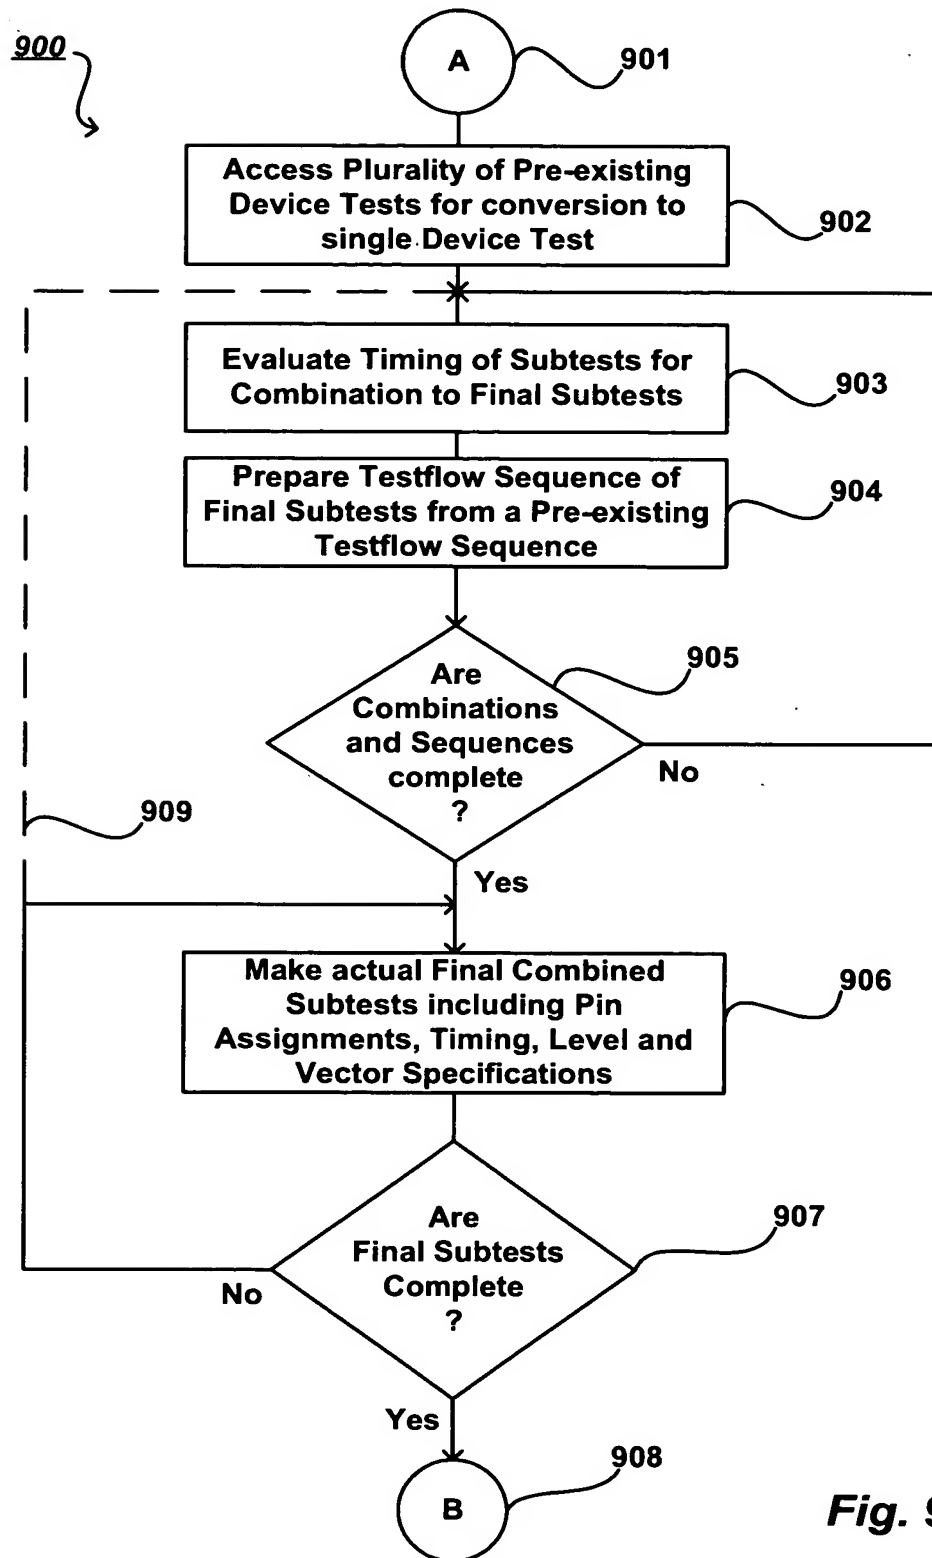 900
A
901
Access Plurality of Pre-existing
Device Tests for conversion to
single Device Test
902
Evaluate Timing of Subtests for
Combination to Final Subtests
903
Prepare Testflow Sequence of
Final Subtests from a Pre-existing
Testflow Sequence
904
Are
Combinations
and Sequences
complete
?
905
No
909
Yes
Make actual Final Combined
Subtests including Pin
Assignments, Timing, Level and
Vector Specifications
906
Are
Final Subtests
Complete
?
907
No
Yes
B
908
Fig. 9